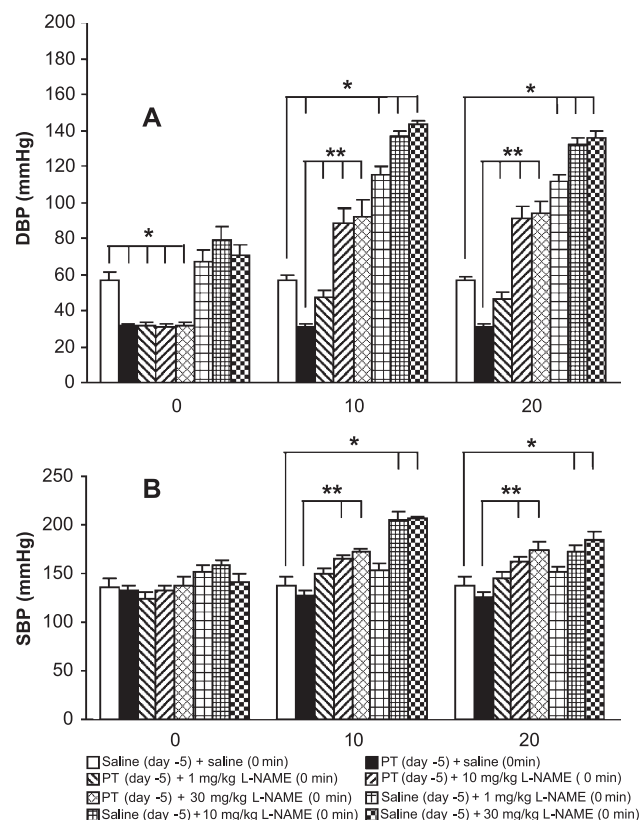 200
180
160
140
120
100
80
60
40
20
0
DBP (mmHg)
A
*
*
**
*
**
0 10 20
250
200
150
100
50
0
SBP (mmHg)
B
*
**
*
**
0 10 20
Saline (day -5) + saline (0 min) PT (day -5) + saline (0min)
PT (day -5) + 1 mg/kg L-NAME (0 min) PT (day -5) + 10 mg/kg L-NAME ( 0 min)
PT (day -5) + 30 mg/kg L-NAME (0 min) Saline (day -5) + 1 mg/kg L-NAME (0 min)
Saline (day -5) + 10 mg/kg L-NAME (0 min) Saline (day -5) + 30 mg/kg L-NAME (0 min)